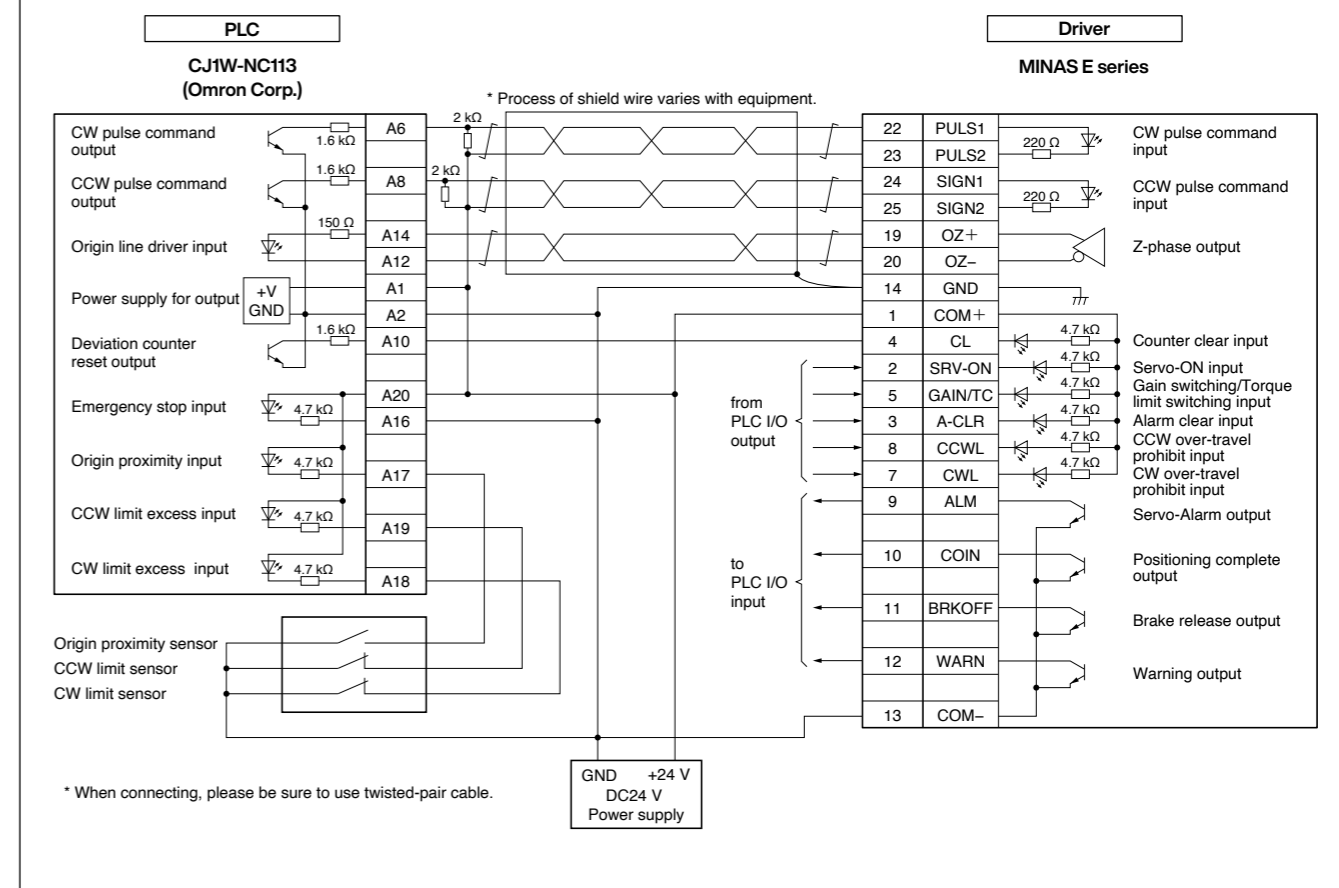 PLC
Driver
CJ1W-NC113
(Omron Corp.)
MINAS E series
* Process of shield wire varies with equipment.
CW pulse command
output
1.6 kΩ
A6
2 kΩ
22 PULS1
23 PULS2
220 Ω
CW pulse command
input
CCW pulse command
output
1.6 kΩ
A8
2 kΩ
24 SIGN1
25 SIGN2
220 Ω
CCW pulse command
input
Origin line driver input
150 Ω
A14
A12
19 OZ+
20 OZ−
Z-phase output
Power supply for output
+V
GND
A1
A2
14 GND
1 COM+
Deviation counter
reset output
1.6 kΩ
A10
4 CL
4.7 kΩ
Counter clear input
2 SRV-ON
4.7 kΩ
Servo-ON input
Emergency stop input
4.7 kΩ
A20
A16
from
PLC I/O
output
5 GAIN/TC
4.7 kΩ
Gain switching/Torque
limit switching input
3 A-CLR
4.7 kΩ
Alarm clear input
8 CCWL
4.7 kΩ
CCW over-travel
prohibit input
Origin proximity input
4.7 kΩ
A17
7 CWL
4.7 kΩ
CW over-travel
prohibit input
CCW limit excess input
4.7 kΩ
A19
9 ALM
Servo-Alarm output
CW limit excess input
4.7 kΩ
A18
to
PLC I/O
input
10 COIN
Positioning complete
output
11 BRKOFF
Brake release output
12 WARN
Warning output
13 COM−
Origin proximity sensor
CCW limit sensor
CW limit sensor
GND +24 V
DC24 V
Power supply
* When connecting, please be sure to use twisted-pair cable.